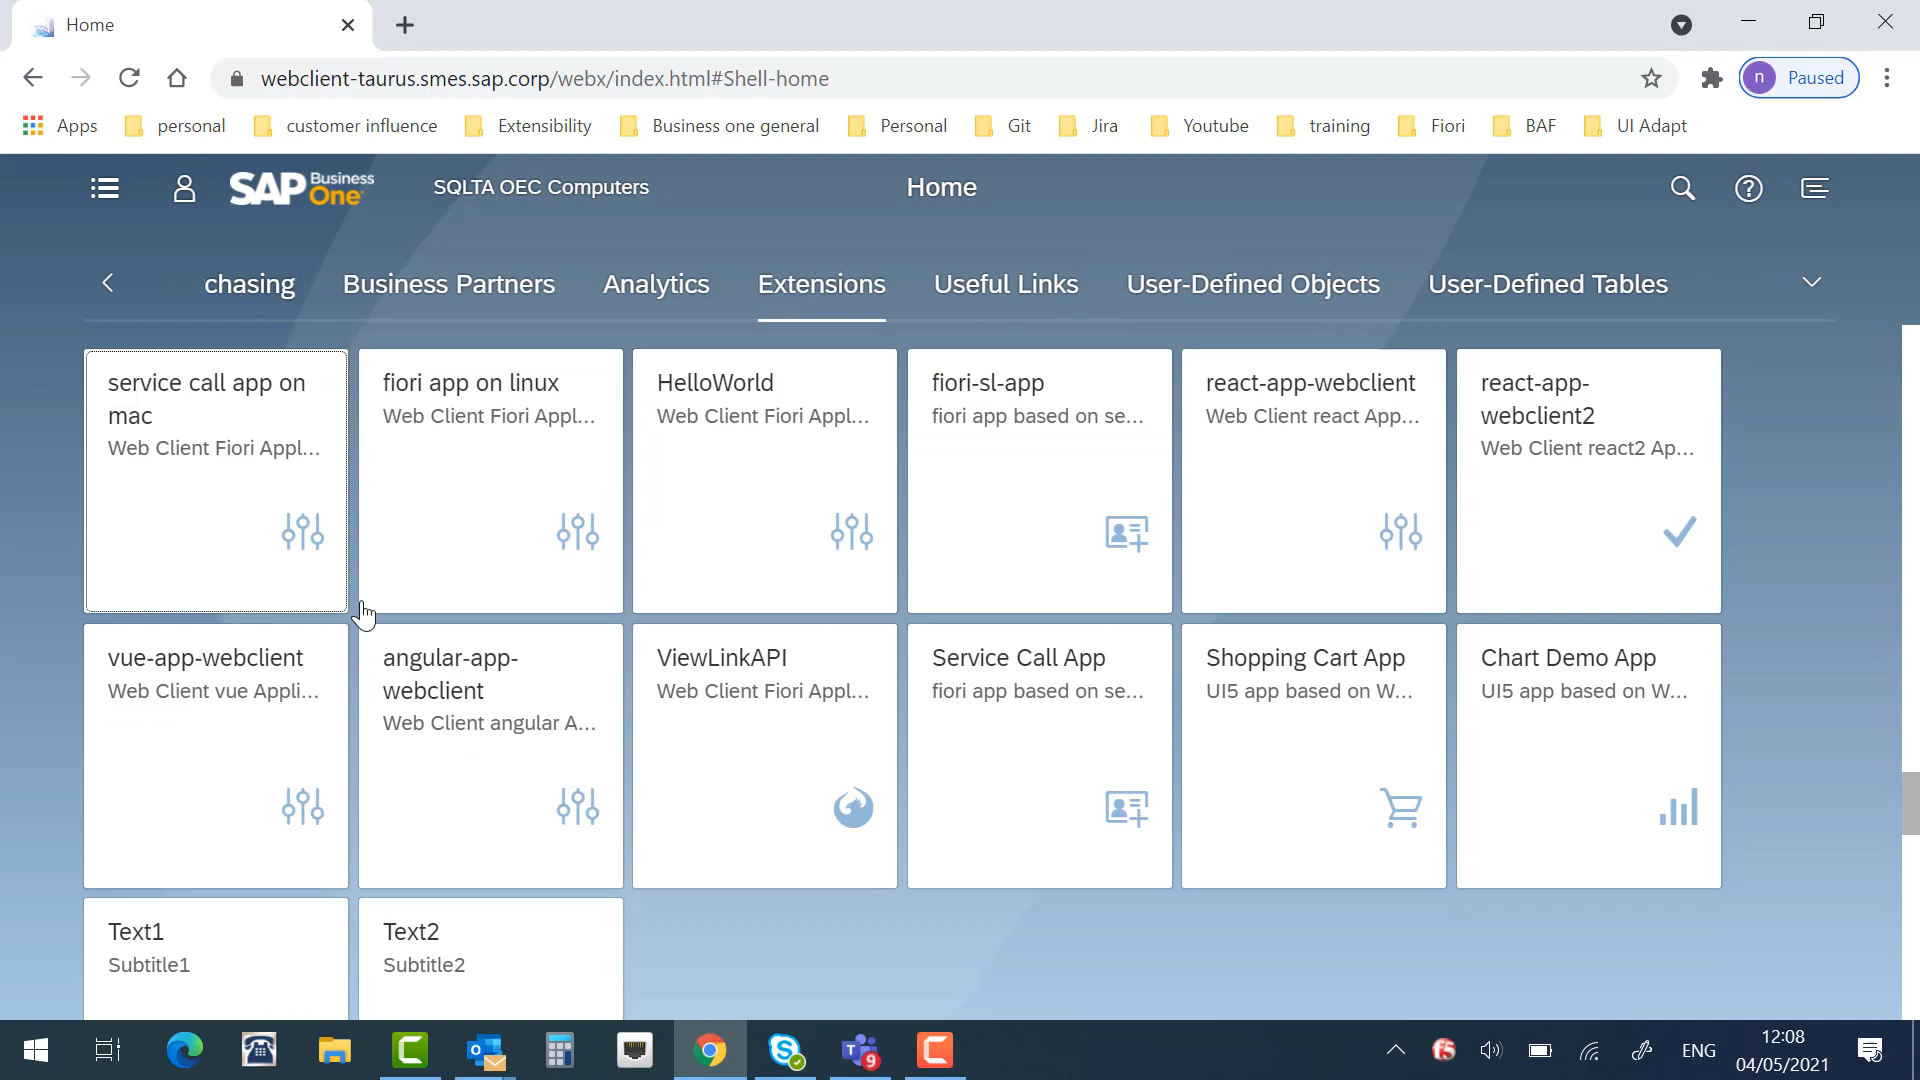 Home
webclient-taurus.smes.sap.corp/webx/index.html#Shell-home
n Paused
Apps personal customer influence Extensibility Business one general Personal Git Jira Youtube training Fiori BAF UI Adapt
SAP Business One
SQLTA OEC Computers
Home
chasing Business Partners Analytics Extensions Useful Links User-Defined Objects User-Defined Tables
service call app on
mac
Web Client Fiori Appl...
fiori app on linux
Web Client Fiori Appl...
HelloWorld
Web Client Fiori Appl...
fiori-sl-app
fiori app based on se...
react-app-webclient
Web Client react App...
react-app-
webclient2
Web Client react2 Ap...
vue-app-webclient
Web Client vue Appli...
angular-app-
webclient
Web Client angular A...
ViewLinkAPI
Web Client Fiori Appl...
Service Call App
fiori app based on se...
Shopping Cart App
UI5 app based on W...
Chart Demo App
UI5 app based on W...
Text1
Subtitle1
Text2
Subtitle2
9
ENG
12:08
04/05/2021